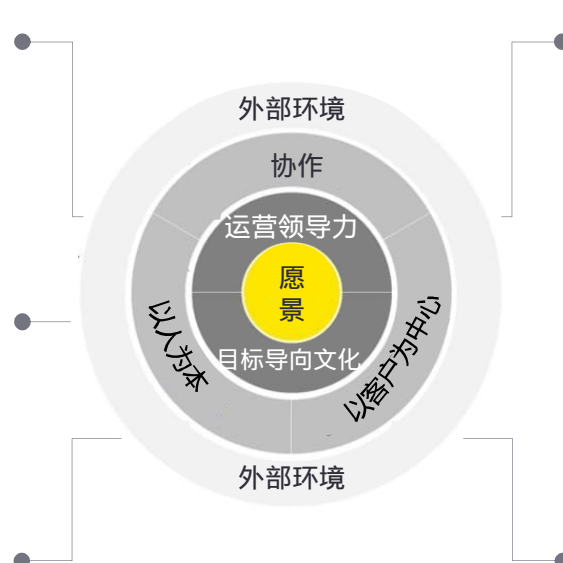 外部环境
协作
运营领导力
愿
景
目标导向文化
以人为本
以客户为中心
外部环境